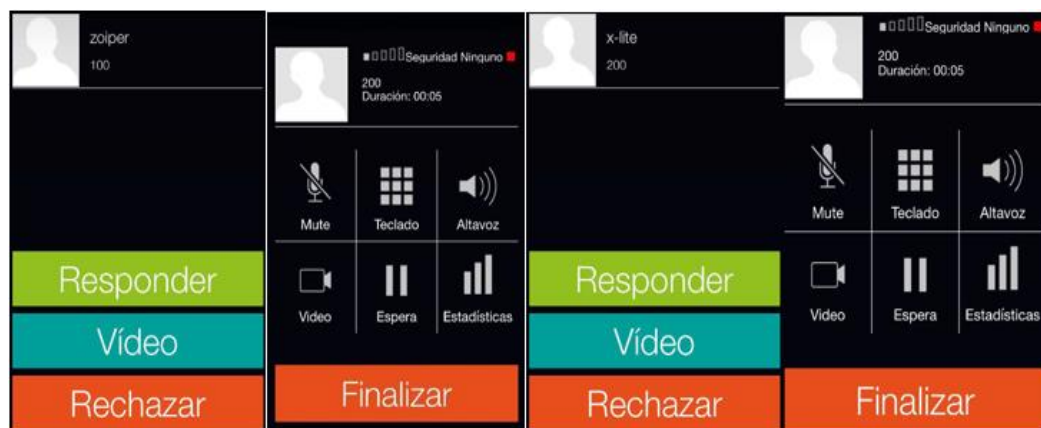 zoiper
100
Responder
Vídeo
Rechazar
Seguridad Ninguno
200
Duración: 00:05
Mute
Teclado
Altavoz
Video
Espera
Estadísticas
Finalizar
x-lite
200
Responder
Vídeo
Rechazar
Seguridad Ninguno
200
Duración: 00:05
Mute
Teclado
Altavoz
Video
Espera
Estadísticas
Finalizar